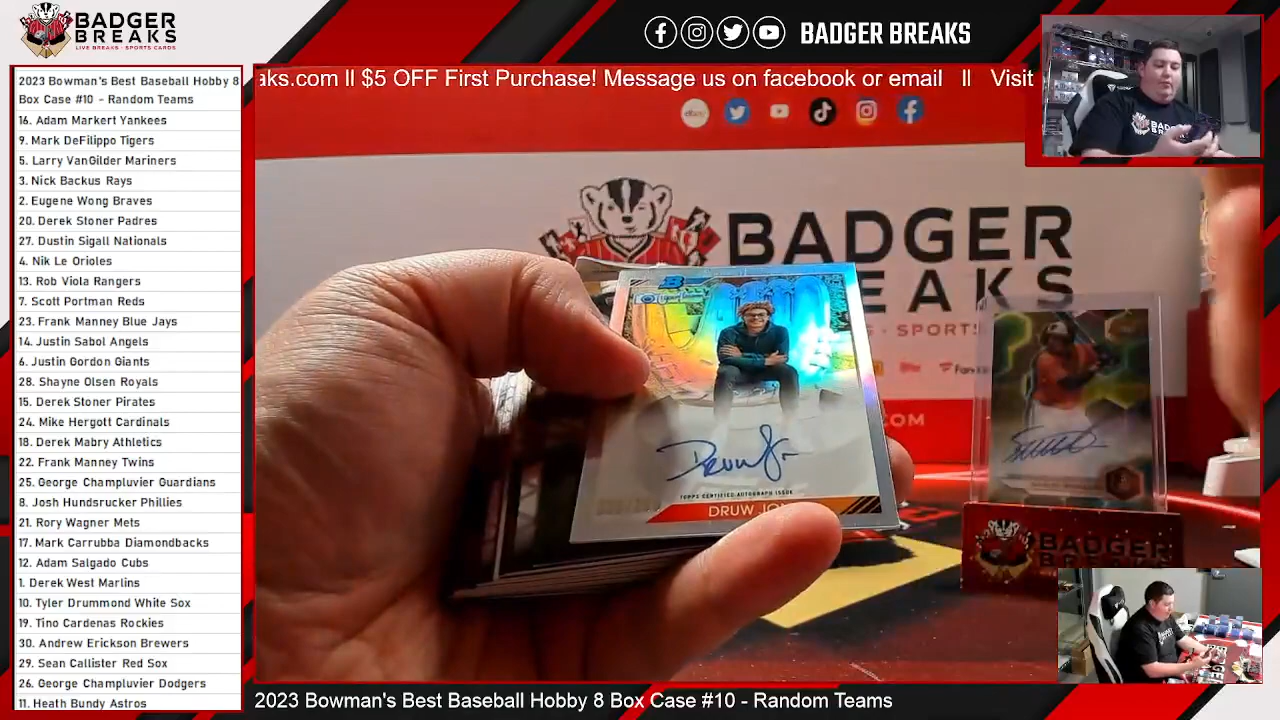 BADGER
BREAKS
LIVE BREAKS · SPORTS CARDS
BADGER BREAKS
aks.com ll $5 OFF First Purchase! Message us on facebook or email ll Visit
2023 Bowman's Best Baseball Hobby 8
Box Case #10 - Random Teams
16. Adam Markert Yankees
9. Mark DeFilippo Tigers
5. Larry VanGilder Mariners
3. Nick Backus Rays
2. Eugene Wong Braves
20. Derek Stoner Padres
27. Dustin Sigall Nationals
4. Nik Le Orioles
13. Rob Viola Rangers
7. Scott Portman Reds
23. Frank Manney Blue Jays
14. Justin Sabol Angels
6. Justin Gordon Giants
28. Shayne Olsen Royals
15. Derek Stoner Pirates
24. Mike Hergott Cardinals
18. Derek Mabry Athletics
22. Frank Manney Twins
25. George Champluvier Guardians
8. Josh Hundsrucker Phillies
21. Rory Wagner Mets
17. Mark Carrubba Diamondbacks
12. Adam Salgado Cubs
1. Derek West Marlins
10. Tyler Drummond White Sox
19. Tino Cardenas Rockies
30. Andrew Erickson Brewers
29. Sean Callister Red Sox
26. George Champluvier Dodgers
11. Heath Bundy Astros
BADGER
EAKS
SPORTS
.COM
Druw Jr
TOPPS CERTIFIED AUTOGRAPH ISSUE
DRUW JO
BADGER
BREAKS
2023 Bowman's Best Baseball Hobby 8 Box Case #10 - Random Teams